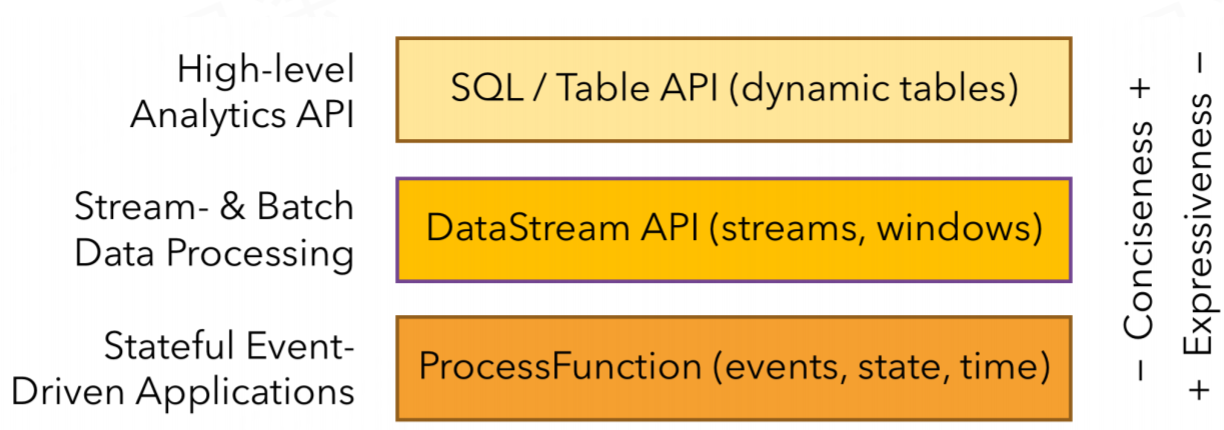 High-level
Analytics API
SQL / Table API (dynamic tables)
Stream- & Batch
Data Processing
DataStream API (streams, windows)
Stateful Event-
Driven Applications
ProcessFunction (events, state, time)
– Conciseness +
+ Expressiveness –